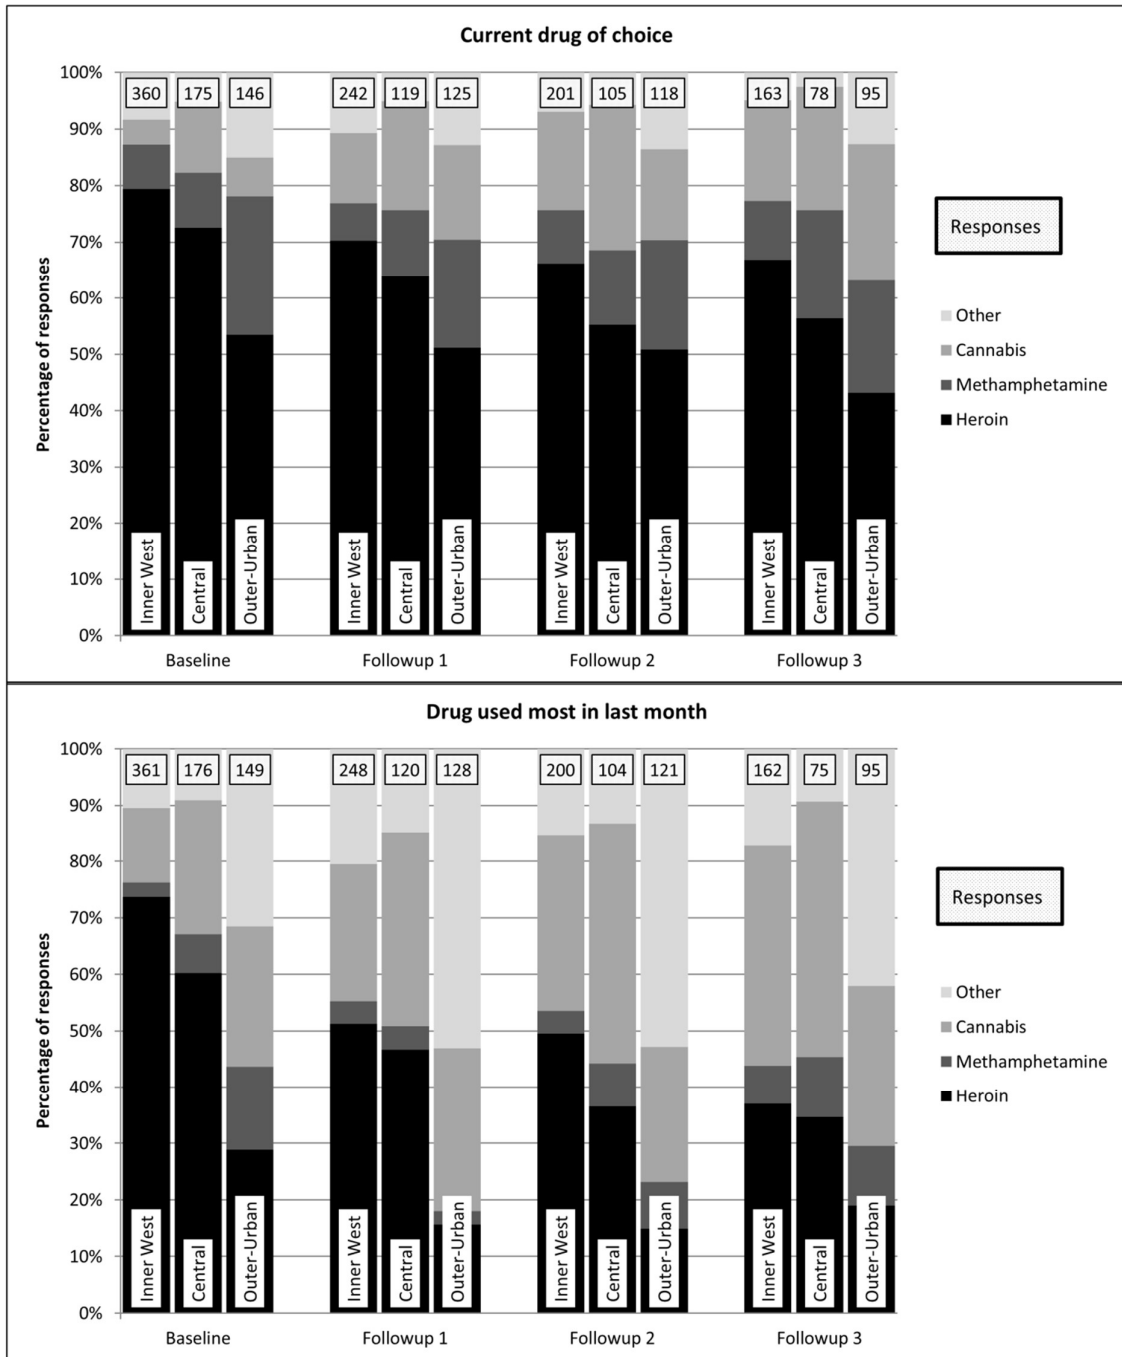 Current drug of choice
Percentage of responses
100%
90%
80%
70%
60%
50%
40%
30%
20%
10%
0%
360
175
146
242
119
125
201
105
118
163
78
95
Inner West
Central
Outer-Urban
Inner West
Central
Outer-Urban
Inner West
Central
Outer-Urban
Inner West
Central
Outer-Urban
Baseline
Followup 1
Followup 2
Followup 3
Responses
Other
Cannabis
Methamphetamine
Heroin
Drug used most in last month
Percentage of responses
100%
90%
80%
70%
60%
50%
40%
30%
20%
10%
0%
361
176
149
248
120
128
200
104
121
162
75
95
Inner West
Central
Outer-Urban
Inner West
Central
Outer-Urban
Inner West
Central
Outer-Urban
Inner West
Central
Outer-Urban
Baseline
Followup 1
Followup 2
Followup 3
Responses
Other
Cannabis
Methamphetamine
Heroin